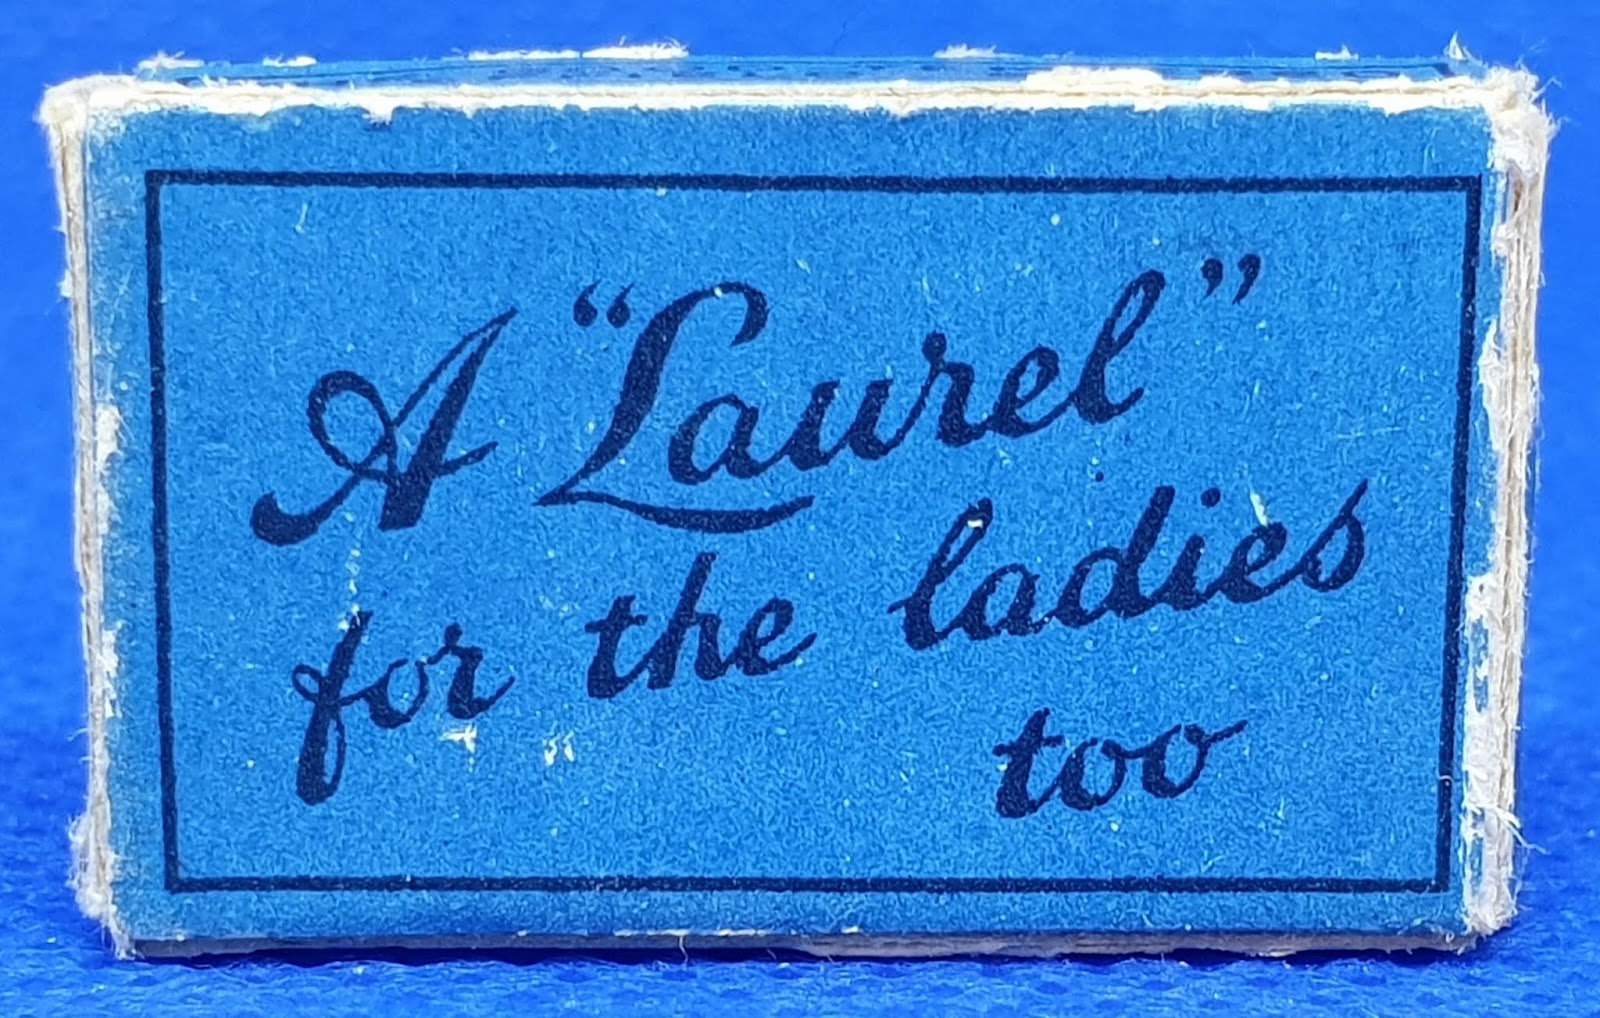 A “Laurel”
for the ladies
too